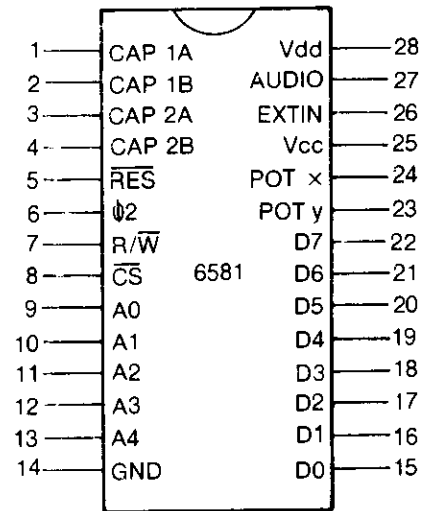 1 CAP 1A Vdd 28
2 CAP 1B AUDIO 27
3 CAP 2A EXTIN 26
4 CAP 2B Vcc 25
5 R̅E̅S̅ POT × 24
6 ϕ2 POT y 23
7 R/W̅ D7 22
8 C̅S̅ 6581 D6 21
9 A0 D5 20
10 A1 D4 19
11 A2 D3 18
12 A3 D2 17
13 A4 D1 16
14 GND D0 15